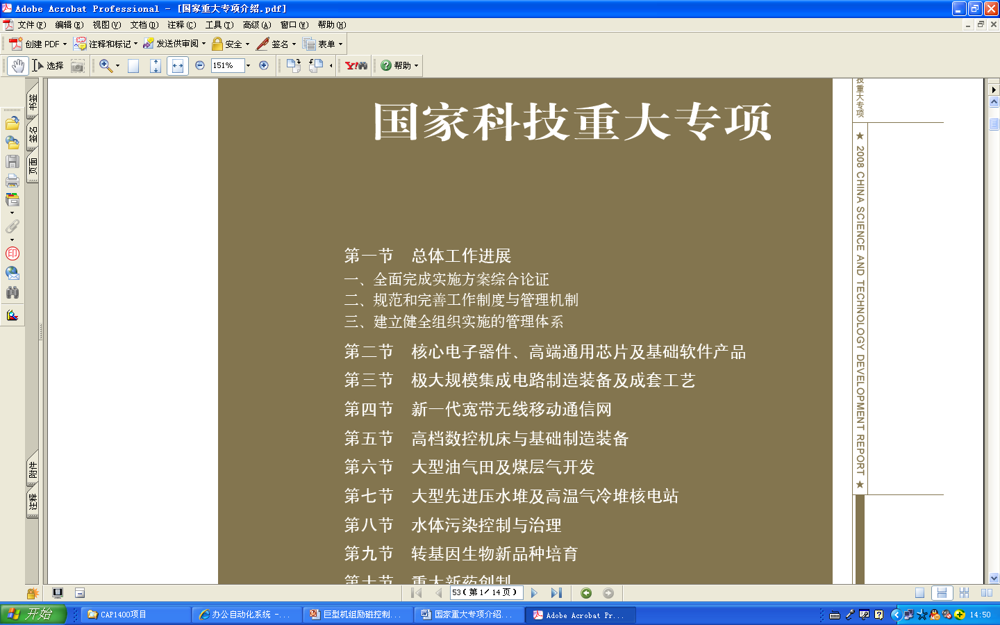 Adobe Acrobat Professional - [国家重大专项介绍.pdf]
文件(F) 编辑(E) 视图(V) 文档(D) 注释(C) 工具(T) 高级(A) 窗口(W) 帮助(H)
创建 PDF 注释和标记 发送供审阅 安全 签名 表单
选择 151% Y! 帮助
书签
签名
页面
附件
注释
印
国家科技重大专项
第一节 总体工作进展
一、全面完成实施方案综合论证
二、规范和完善工作制度与管理机制
三、建立健全组织实施的管理体系
第二节 核心电子器件、高端通用芯片及基础软件产品
第三节 极大规模集成电路制造装备及成套工艺
第四节 新一代宽带无线移动通信网
第五节 高档数控机床与基础制造装备
第六节 大型油气田及煤层气开发
第七节 大型先进压水堆及高温气冷堆核电站
第八节 水体污染控制与治理
第九节 转基因生物新品种培育
第十节 重大新药创制
技重大专项
★ 2008 CHINA SCIENCE AND TECHNOLOGY DEVELOPMENT REPORT ★
53(第 1/ 14 页)
开始 CAP1400项目 办公自动化系统 -... 巨型机组励磁控制... 国家重大专项介绍... Adobe Acrobat Pr... 14:50